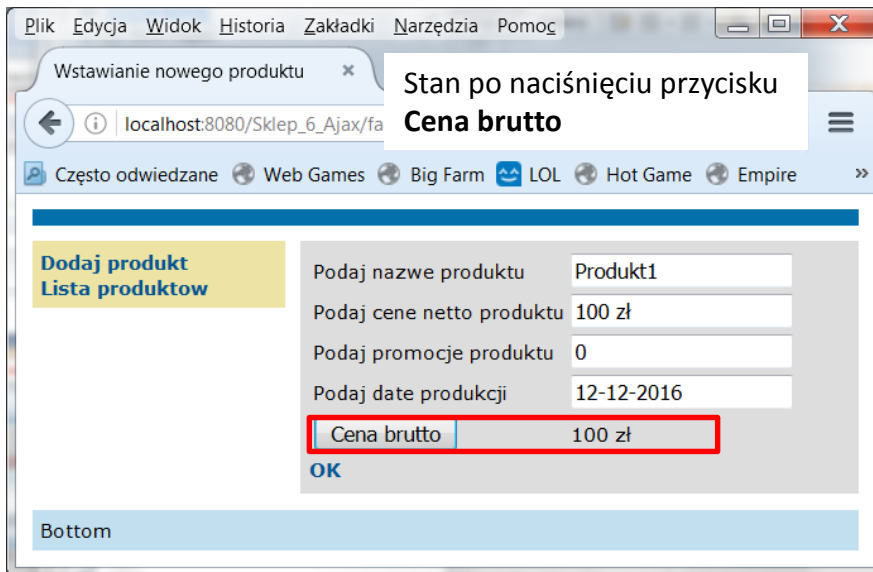 Plik Edycja Widok Historia Zakładki Narzędzia Pomoc
Wstawianie nowego produktu ×
Stan po naciśnięciu przycisku
Cena brutto
localhost:8080/Sklep_6_Ajax/fa
Często odwiedzane Web Games Big Farm LOL Hot Game Empire »
Dodaj produkt
Lista produktow
Podaj nazwe produktu Produkt1
Podaj cene netto produktu 100 zł
Podaj promocje produktu 0
Podaj date produkcji 12-12-2016
Cena brutto 100 zł
OK
Bottom